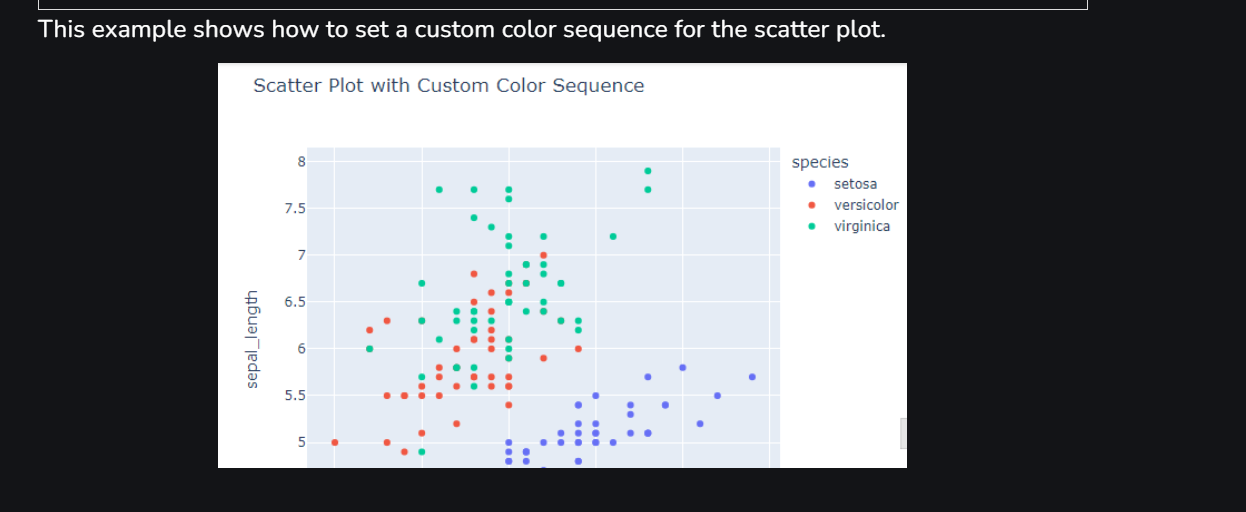 This example shows how to set a custom color sequence for the scatter plot.
Scatter Plot with Custom Color Sequence
species
setosa
versicolor
virginica
8
7.5
7
6.5
6
5.5
5
sepal_length